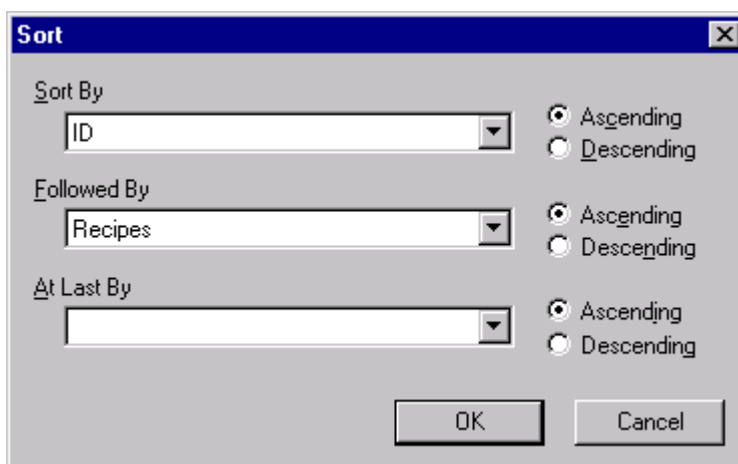 Sort
Sort By
ID
Ascending
Descending
Followed By
Recipes
Ascending
Descending
At Last By
Ascending
Descending
OK
Cancel